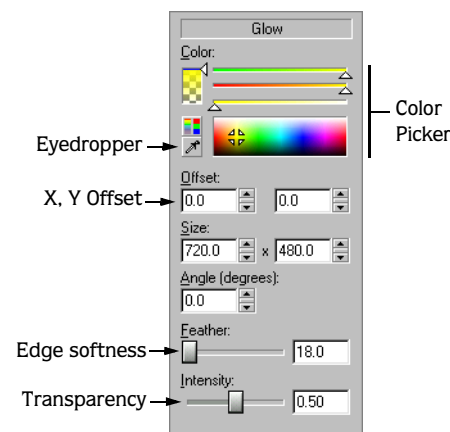 Glow
Color:
Color
Picker
Eyedropper
Offset:
X, Y Offset
0.0 0.0
Size:
720.0 x 480.0
Angle (degrees):
0.0
Feather:
Edge softness
18.0
Intensity:
Transparency
0.50